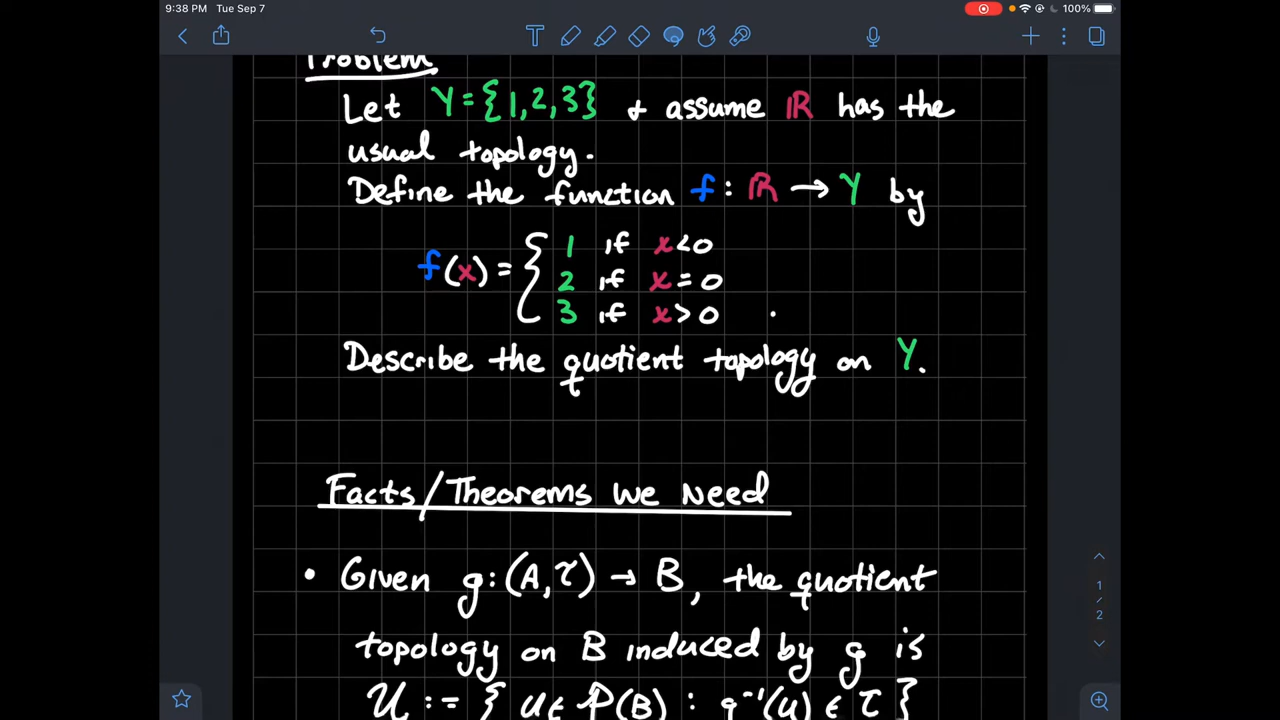 9:38 PM Tue Sep 7
100%
Problem
Let Y={1,2,3} & assume ℝ has the
usual topology.
Define the function f: ℝ → Y by
f(x) = { 1 if x<0
2 if x=0
3 if x>0 .
Describe the quotient topology on Y.
Facts/Theorems We Need
• Given g:(A,τ) → B, the quotient
topology on B induced by g is
𝒰 := { U ∈ 𝒫(B) : g⁻¹(U) ∈ τ }
1
/
2